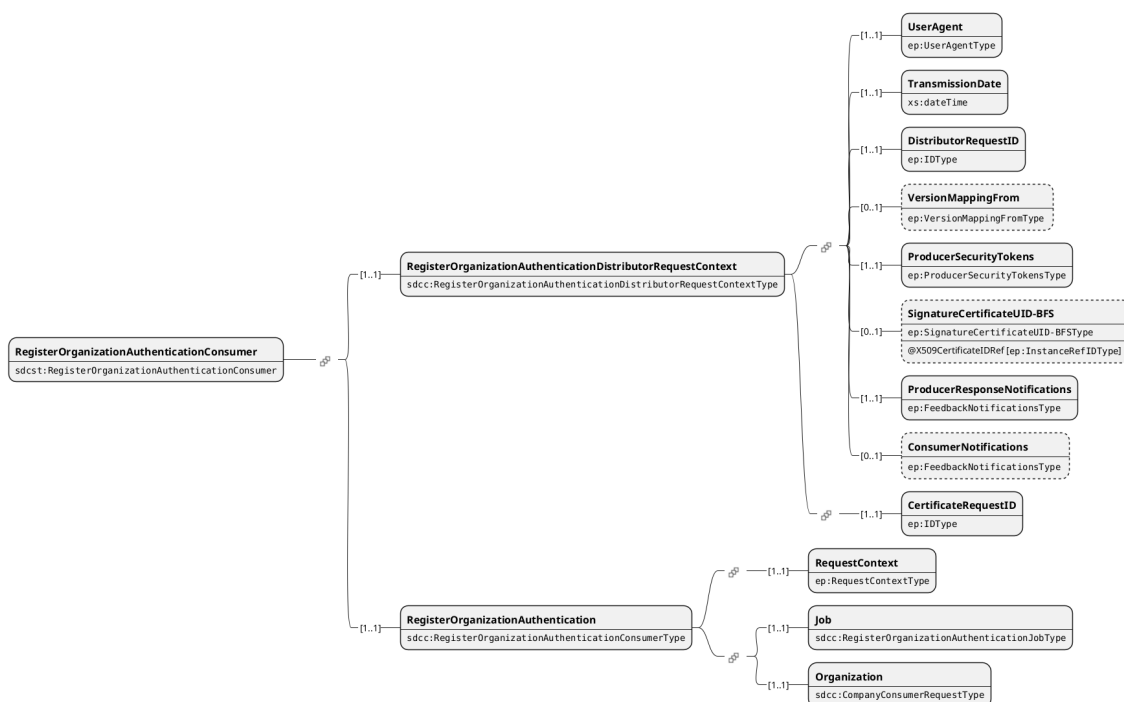 [1..1]
UserAgent
ep:UserAgentType
[1..1]
TransmissionDate
xs:dateTime
[1..1]
DistributorRequestID
ep:IDType
[0..1]
VersionMappingFrom
ep:VersionMappingFromType
[1..1]
RegisterOrganizationAuthenticationDistributorRequestContext
sdcc:RegisterOrganizationAuthenticationDistributorRequestContextType
[1..1]
ProducerSecurityTokens
ep:ProducerSecurityTokensType
[0..1]
SignatureCertificateUID-BFS
ep:SignatureCertificateUID-BFSType
@X509CertificateIDRef [ep:InstanceRefIDType]
RegisterOrganizationAuthenticationConsumer
sdcst:RegisterOrganizationAuthenticationConsumer
[1..1]
ProducerResponseNotifications
ep:FeedbackNotificationsType
[0..1]
ConsumerNotifications
ep:FeedbackNotificationsType
[1..1]
CertificateRequestID
ep:IDType
[1..1]
RequestContext
ep:RequestContextType
[1..1]
RegisterOrganizationAuthentication
sdcc:RegisterOrganizationAuthenticationConsumerType
[1..1]
Job
sdcc:RegisterOrganizationAuthenticationJobType
[1..1]
Organization
sdcc:CompanyConsumerRequestType